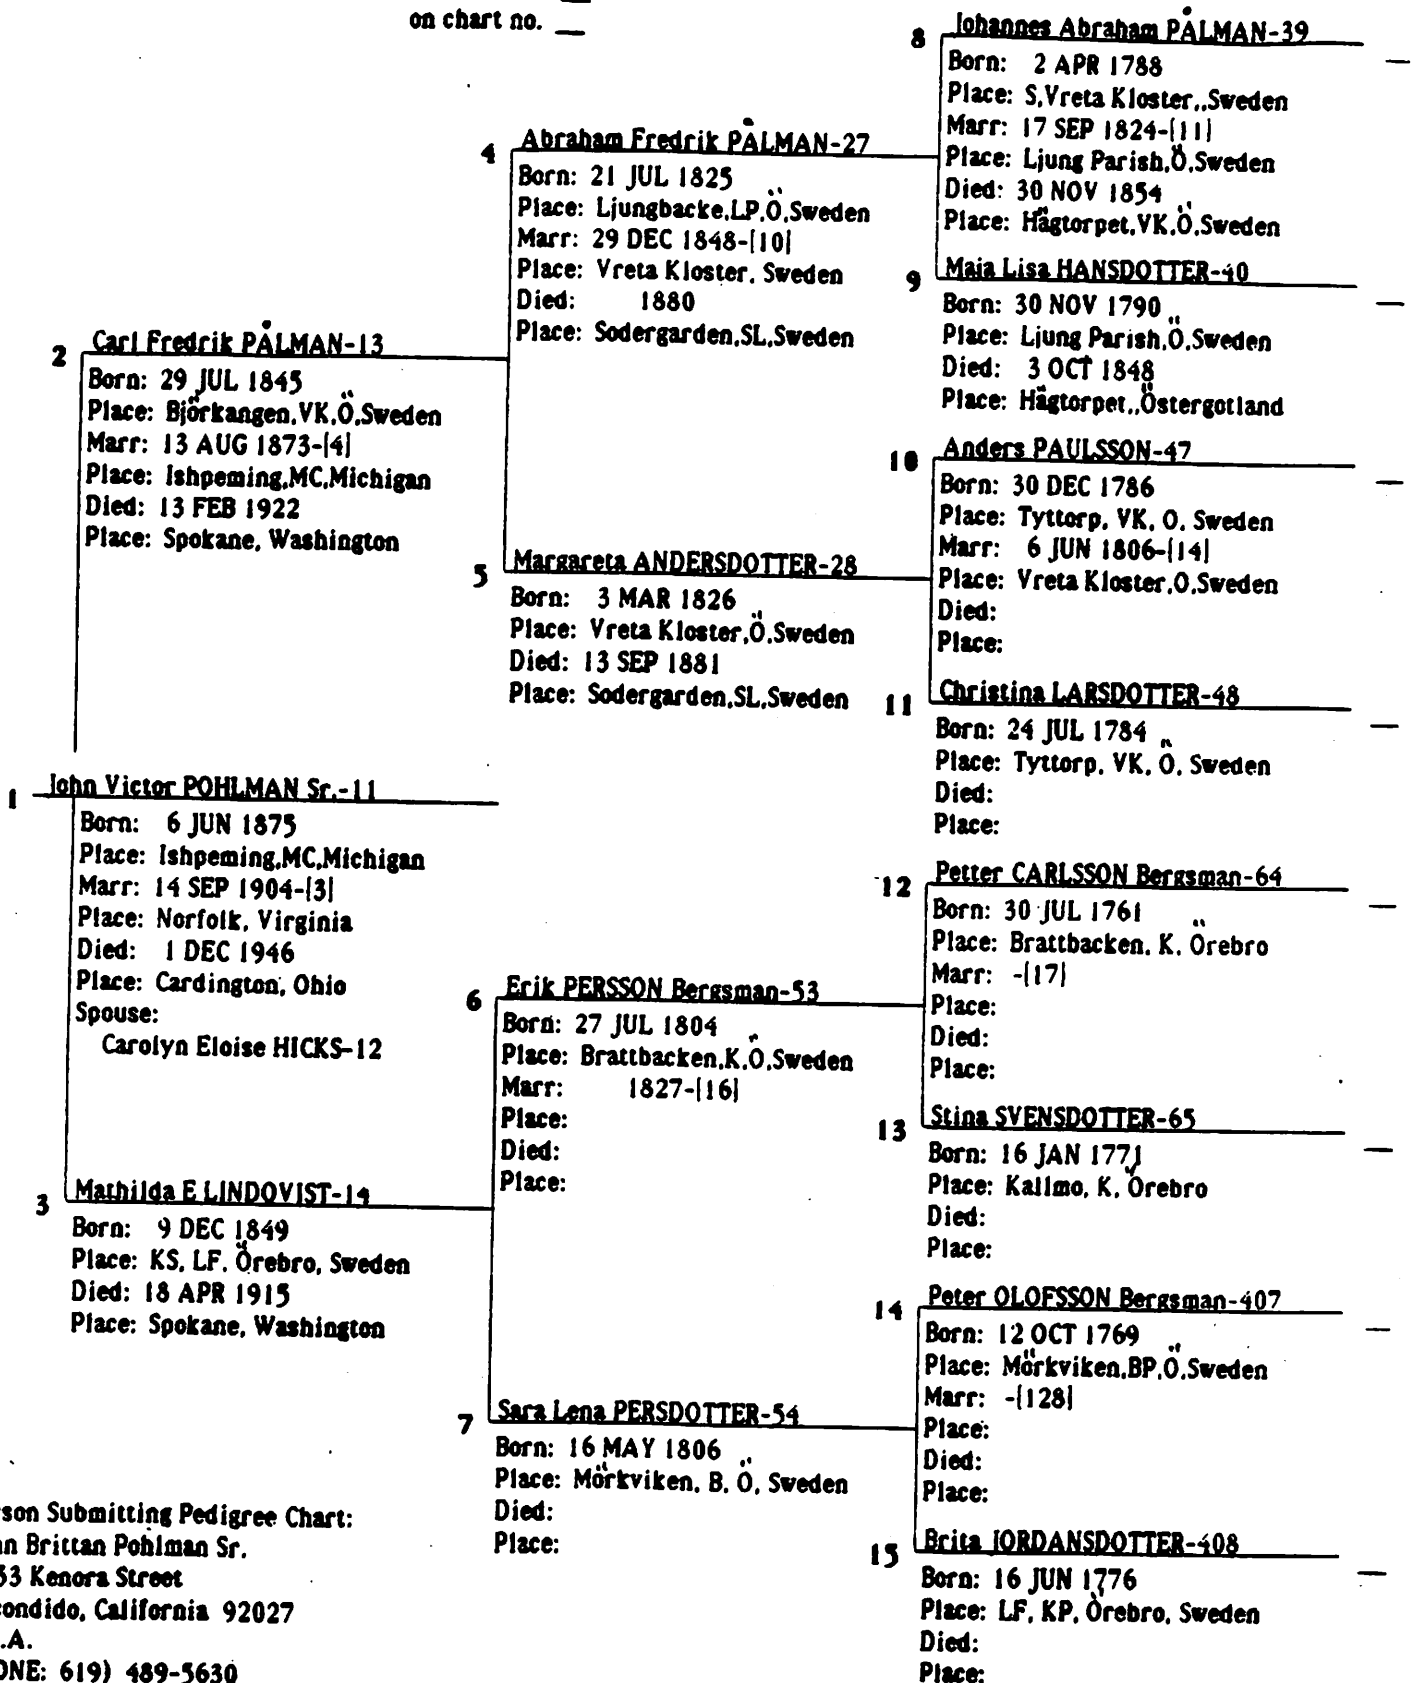 on chart no. __
8 Johannes Abraham PÅLMAN-39
Born: 2 APR 1788
Place: S,Vreta Kloster,,Sweden
Marr: 17 SEP 1824-[11]
Place: Ljung Parish,Ö,Sweden
Died: 30 NOV 1854
Place: Hägtorpet,VK,Ö,Sweden
4 Abraham Fredrik PÅLMAN-27
Born: 21 JUL 1825
Place: Ljungbacke,LP,Ö,Sweden
Marr: 29 DEC 1848-[10]
Place: Vreta Kloster, Sweden
Died: 1880
Place: Sodergarden,SL,Sweden
9 Maja Lisa HANSDOTTER-40
Born: 30 NOV 1790
Place: Ljung Parish,Ö,Sweden
Died: 3 OCT 1848
Place: Hägtorpet,,Östergotland
2 Carl Fredrik PÅLMAN-13
Born: 29 JUL 1845
Place: Björkangen,VK,Ö,Sweden
Marr: 13 AUG 1873-[4]
Place: Ishpeming,MC,Michigan
Died: 13 FEB 1922
Place: Spokane, Washington
10 Anders PAULSSON-47
Born: 30 DEC 1786
Place: Tyttorp, VK, O, Sweden
Marr: 6 JUN 1806-[14]
Place: Vreta Kloster,O,Sweden
Died:
Place:
5 Margareta ANDERSDOTTER-28
Born: 3 MAR 1826
Place: Vreta Kloster,Ö,Sweden
Died: 13 SEP 1881
Place: Sodergarden,SL,Sweden
11 Christina LARSDOTTER-48
Born: 24 JUL 1784
Place: Tyttorp, VK, Ö, Sweden
Died:
Place:
1 John Victor POHLMAN Sr.-11
Born: 6 JUN 1875
Place: Ishpeming,MC,Michigan
Marr: 14 SEP 1904-[3]
Place: Norfolk, Virginia
Died: 1 DEC 1946
Place: Cardington, Ohio
Spouse:
Carolyn Eloise HICKS-12
12 Petter CARLSSON Bergsman-64
Born: 30 JUL 1761
Place: Brattbacken, K, Örebro
Marr: -[17]
Place:
Died:
Place:
6 Erik PERSSON Bergsman-53
Born: 27 JUL 1804
Place: Brattbacken,K,Ö,Sweden
Marr: 1827-[16]
Place:
Died:
Place:
13 Stina SVENSDOTTER-65
Born: 16 JAN 1771
Place: Kallmo, K, Örebro
Died:
Place:
3 Mathilda E LINDQVIST-14
Born: 9 DEC 1849
Place: KS, LF, Örebro, Sweden
Died: 18 APR 1915
Place: Spokane, Washington
14 Peter OLOFSSON Bergsman-407
Born: 12 OCT 1769
Place: Mörkviken,BP,Ö,Sweden
Marr: -[128]
Place:
Died:
Place:
7 Sara Lena PERSDOTTER-54
Born: 16 MAY 1806
Place: Mörkviken, B, Ö, Sweden
Died:
Place:
15 Brita JORDANSDOTTER-408
Born: 16 JUN 1776
Place: LF, KP, Örebro, Sweden
Died:
Place:
rson Submitting Pedigree Chart:
n Brittan Pohlman Sr.
53 Kenora Street
condido, California 92027
.A.
ONE: 619) 489-5630